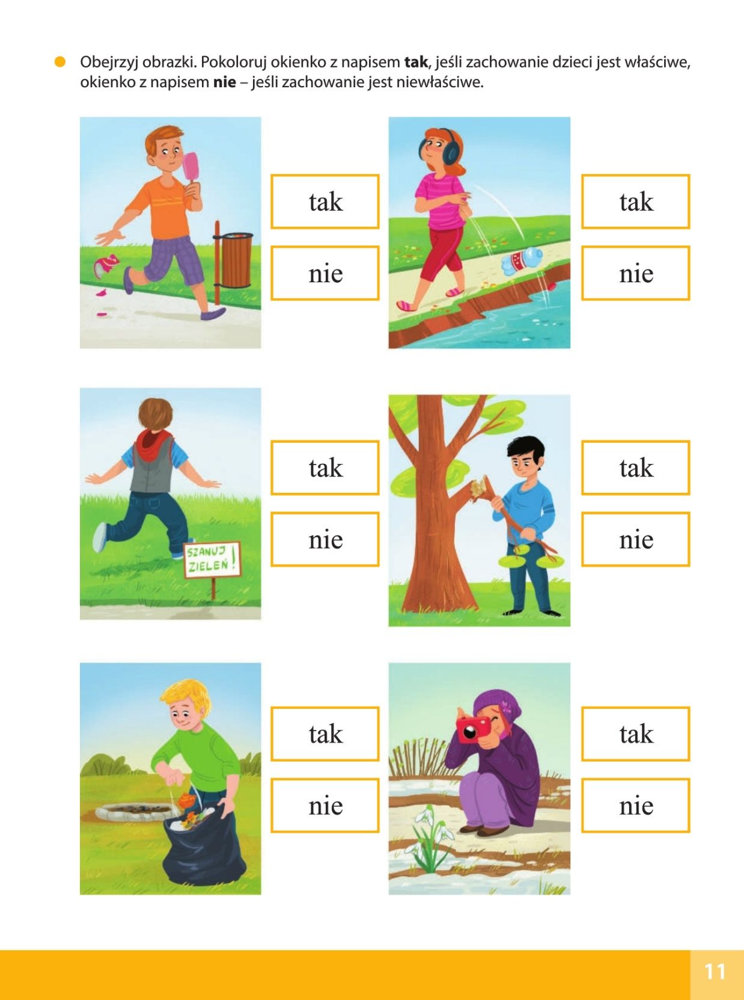 Obejrzyj obrazki. Pokoloruj okienko z napisem tak, jeśli zachowanie dzieci jest właściwe,
okienko z napisem nie – jeśli zachowanie jest niewłaściwe.
tak
nie
tak
nie
SZANUJ
ZIELEŃ!
tak
nie
tak
nie
tak
nie
tak
nie
11